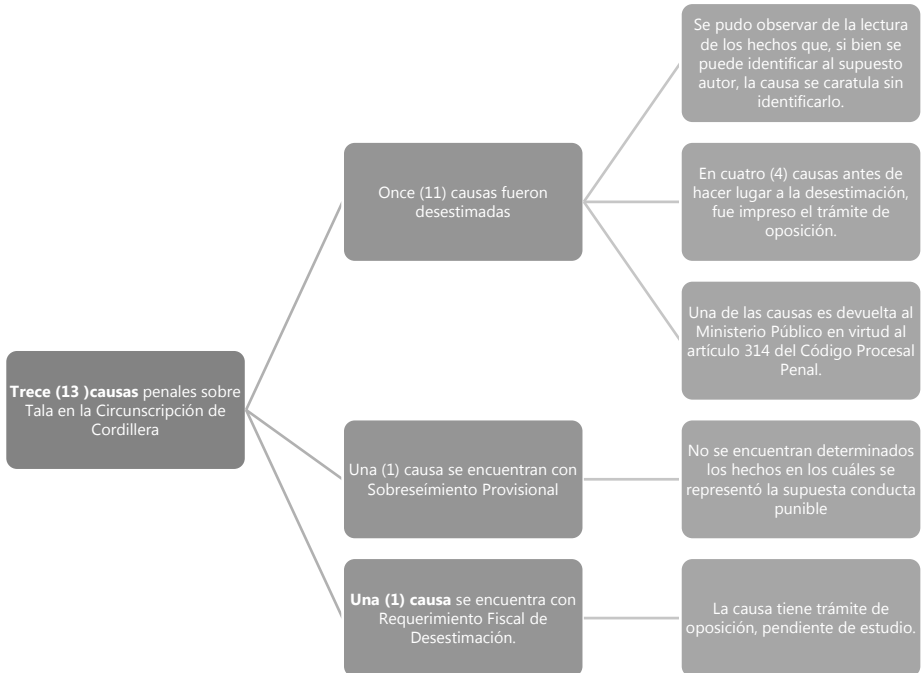 Trece (13 )causas penales sobre
Tala en la Circunscripción de
Cordillera
Once (11) causas fueron
desestimadas
Se pudo observar de la lectura
de los hechos que, si bien se
puede identificar al supuesto
autor, la causa se caratula sin
identificarlo.
En cuatro (4) causas antes de
hacer lugar a la desestimación,
fue impreso el trámite de
oposición.
Una de las causas es devuelta al
Ministerio Público en virtud al
artículo 314 del Código Procesal
Penal.
Una (1) causa se encuentran con
Sobreseímiento Provisional
No se encuentran determinados
los hechos en los cuáles se
representó la supuesta conducta
punible
Una (1) causa se encuentra con
Requerimiento Fiscal de
Desestimación.
La causa tiene trámite de
oposición, pendiente de estudio.